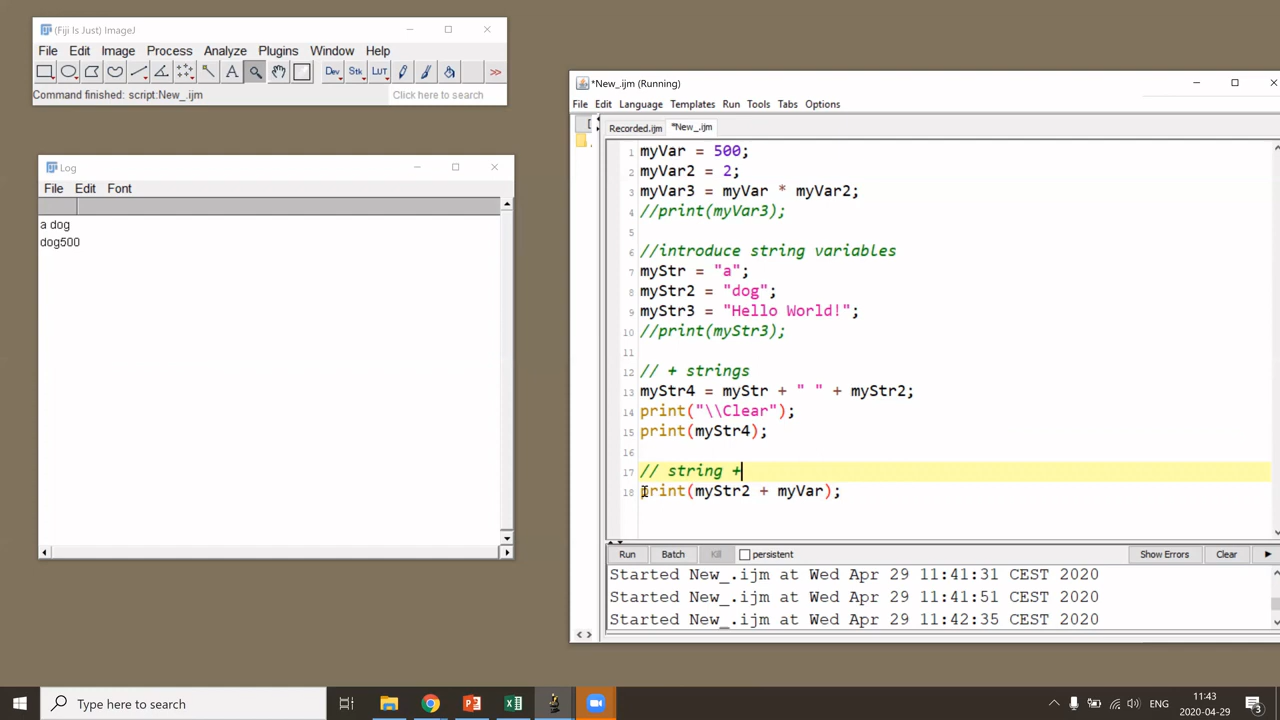 (Fiji Is Just) ImageJ
File Edit Image Process Analyze Plugins Window Help
Dev Stk LUT >>
Command finished: script:New_.ijm
Click here to search
Log
File Edit Font
a dog
dog500
*New_.ijm (Running)
File Edit Language Templates Run Tools Tabs Options
Recorded.ijm *New_.ijm
1 myVar = 500;
2 myVar2 = 2;
3 myVar3 = myVar * myVar2;
4 //print(myVar3);
5
6 //introduce string variables
7 myStr = "a";
8 myStr2 = "dog";
9 myStr3 = "Hello World!";
10 //print(myStr3);
11
12 // + strings
13 myStr4 = myStr + " " + myStr2;
14 print("\\Clear");
15 print(myStr4);
16
17 // string +
18 print(myStr2 + myVar);
Run Batch Kill persistent Show Errors Clear
Started New_.ijm at Wed Apr 29 11:41:31 CEST 2020
Started New_.ijm at Wed Apr 29 11:41:51 CEST 2020
Started New_.ijm at Wed Apr 29 11:42:35 CEST 2020
Type here to search
ENG
11:43
2020-04-29
3